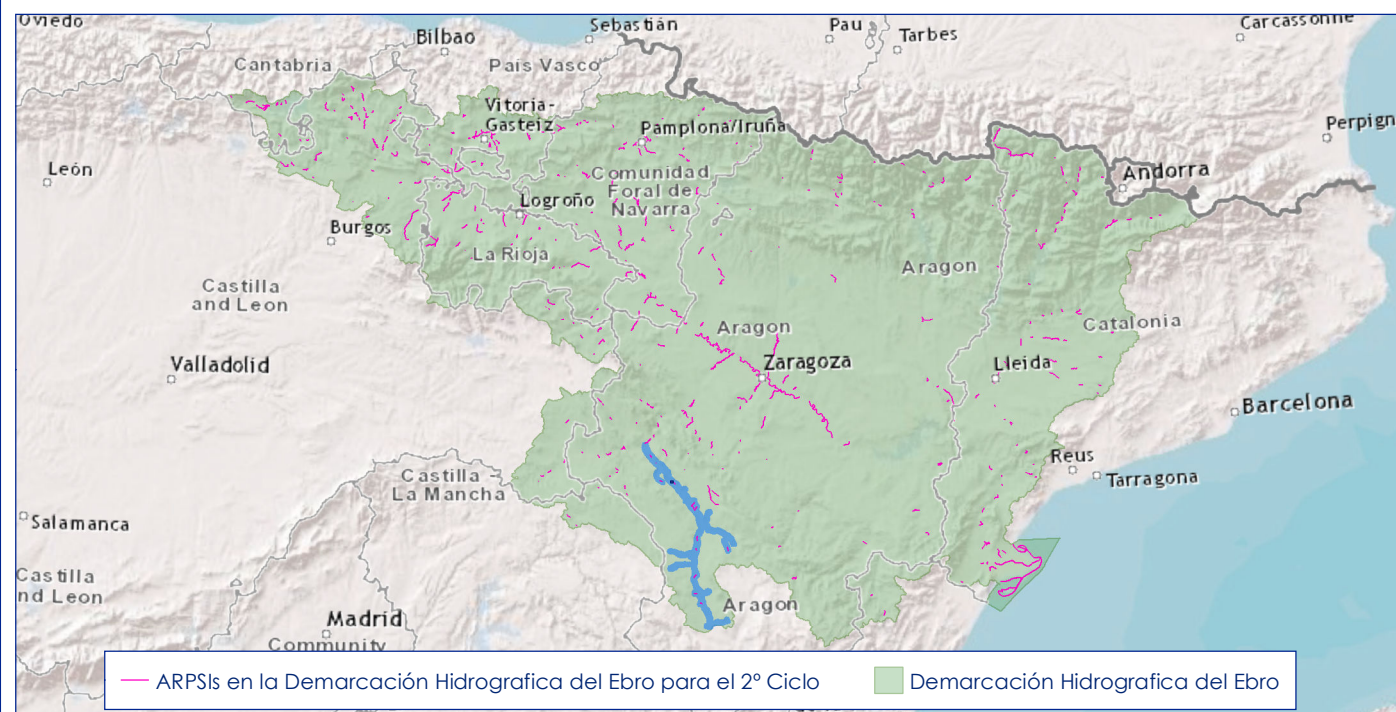 Oviedo
Sebastián
Pau
Carcassonne
Bilbao
Tarbes
Cantabria
País Vasco
Vitoria-
Gasteiz
Pamplona/Iruña
Perpign
León
Comunidad
Foral de
Navarra
Andorra
Logroño
Burgos
La Rioja
Aragon
Castilla
and Leon
Aragon
Catalonia
Valladolid
Zaragoza
Lleida
Barcelona
Reus
Castilla
La Mancha
Tarragona
Salamanca
Castilla
nd Leon
Aragon
Madrid
Community
ARPSIs en la Demarcación Hidrografica del Ebro para el 2º Ciclo
Demarcación Hidrografica del Ebro